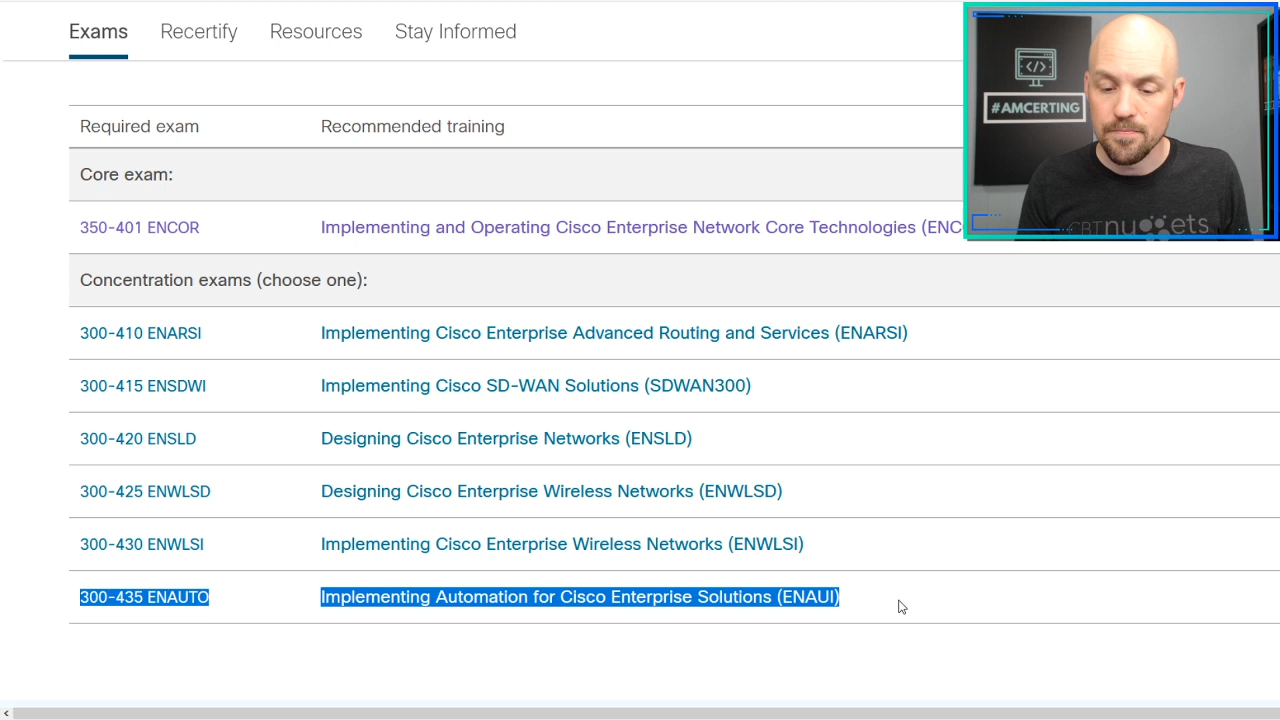 Exams Recertify Resources Stay Informed
Required exam Recommended training
Core exam:
350-401 ENCOR Implementing and Operating Cisco Enterprise Network Core Technologies (ENC
Concentration exams (choose one):
300-410 ENARSI Implementing Cisco Enterprise Advanced Routing and Services (ENARSI)
300-415 ENSDWI Implementing Cisco SD-WAN Solutions (SDWAN300)
300-420 ENSLD Designing Cisco Enterprise Networks (ENSLD)
300-425 ENWLSD Designing Cisco Enterprise Wireless Networks (ENWLSD)
300-430 ENWLSI Implementing Cisco Enterprise Wireless Networks (ENWLSI)
300-435 ENAUTO Implementing Automation for Cisco Enterprise Solutions (ENAUI)
</>
#AMCERTING
CBTnuggets